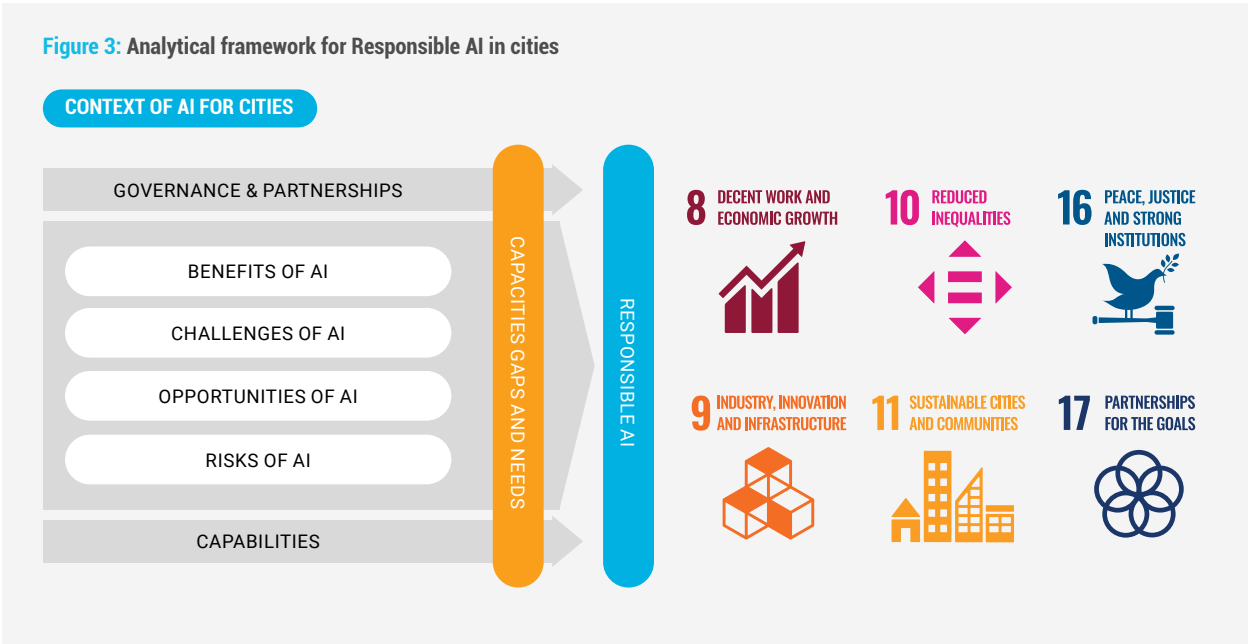 Figure 3: Analytical framework for Responsible AI in cities
CONTEXT OF AI FOR CITIES
GOVERNANCE & PARTNERSHIPS
BENEFITS OF AI
CHALLENGES OF AI
OPPORTUNITIES OF AI
RISKS OF AI
CAPABILITIES
CAPACITIES GAPS AND NEEDS
RESPONSIBLE AI
8 DECENT WORK AND
ECONOMIC GROWTH
10 REDUCED
INEQUALITIES
16 PEACE, JUSTICE
AND STRONG
INSTITUTIONS
9 INDUSTRY, INNOVATION
AND INFRASTRUCTURE
11 SUSTAINABLE CITIES
AND COMMUNITIES
17 PARTNERSHIPS
FOR THE GOALS